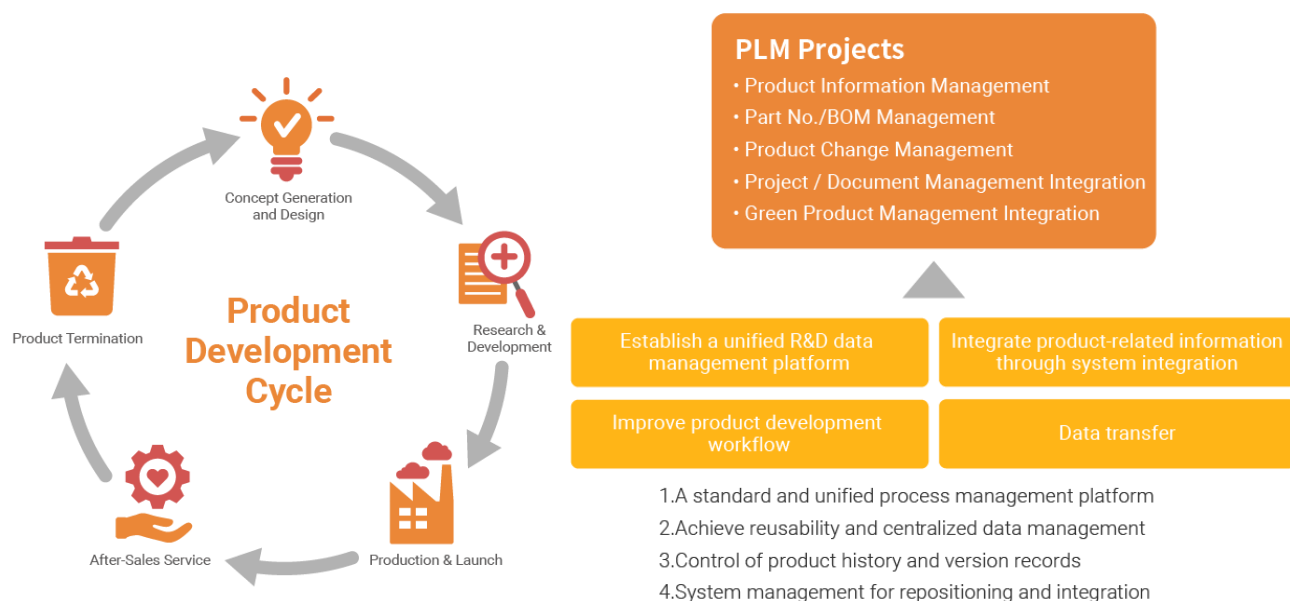 Concept Generation
and Design
Research &
Development
Production & Launch
After-Sales Service
Product Termination
Product
Development
Cycle
PLM Projects
• Product Information Management
• Part No./BOM Management
• Product Change Management
• Project / Document Management Integration
• Green Product Management Integration
Establish a unified R&D data
management platform
Integrate product-related information
through system integration
Improve product development
workflow
Data transfer
1.A standard and unified process management platform
2.Achieve reusability and centralized data management
3.Control of product history and version records
4.System management for repositioning and integration